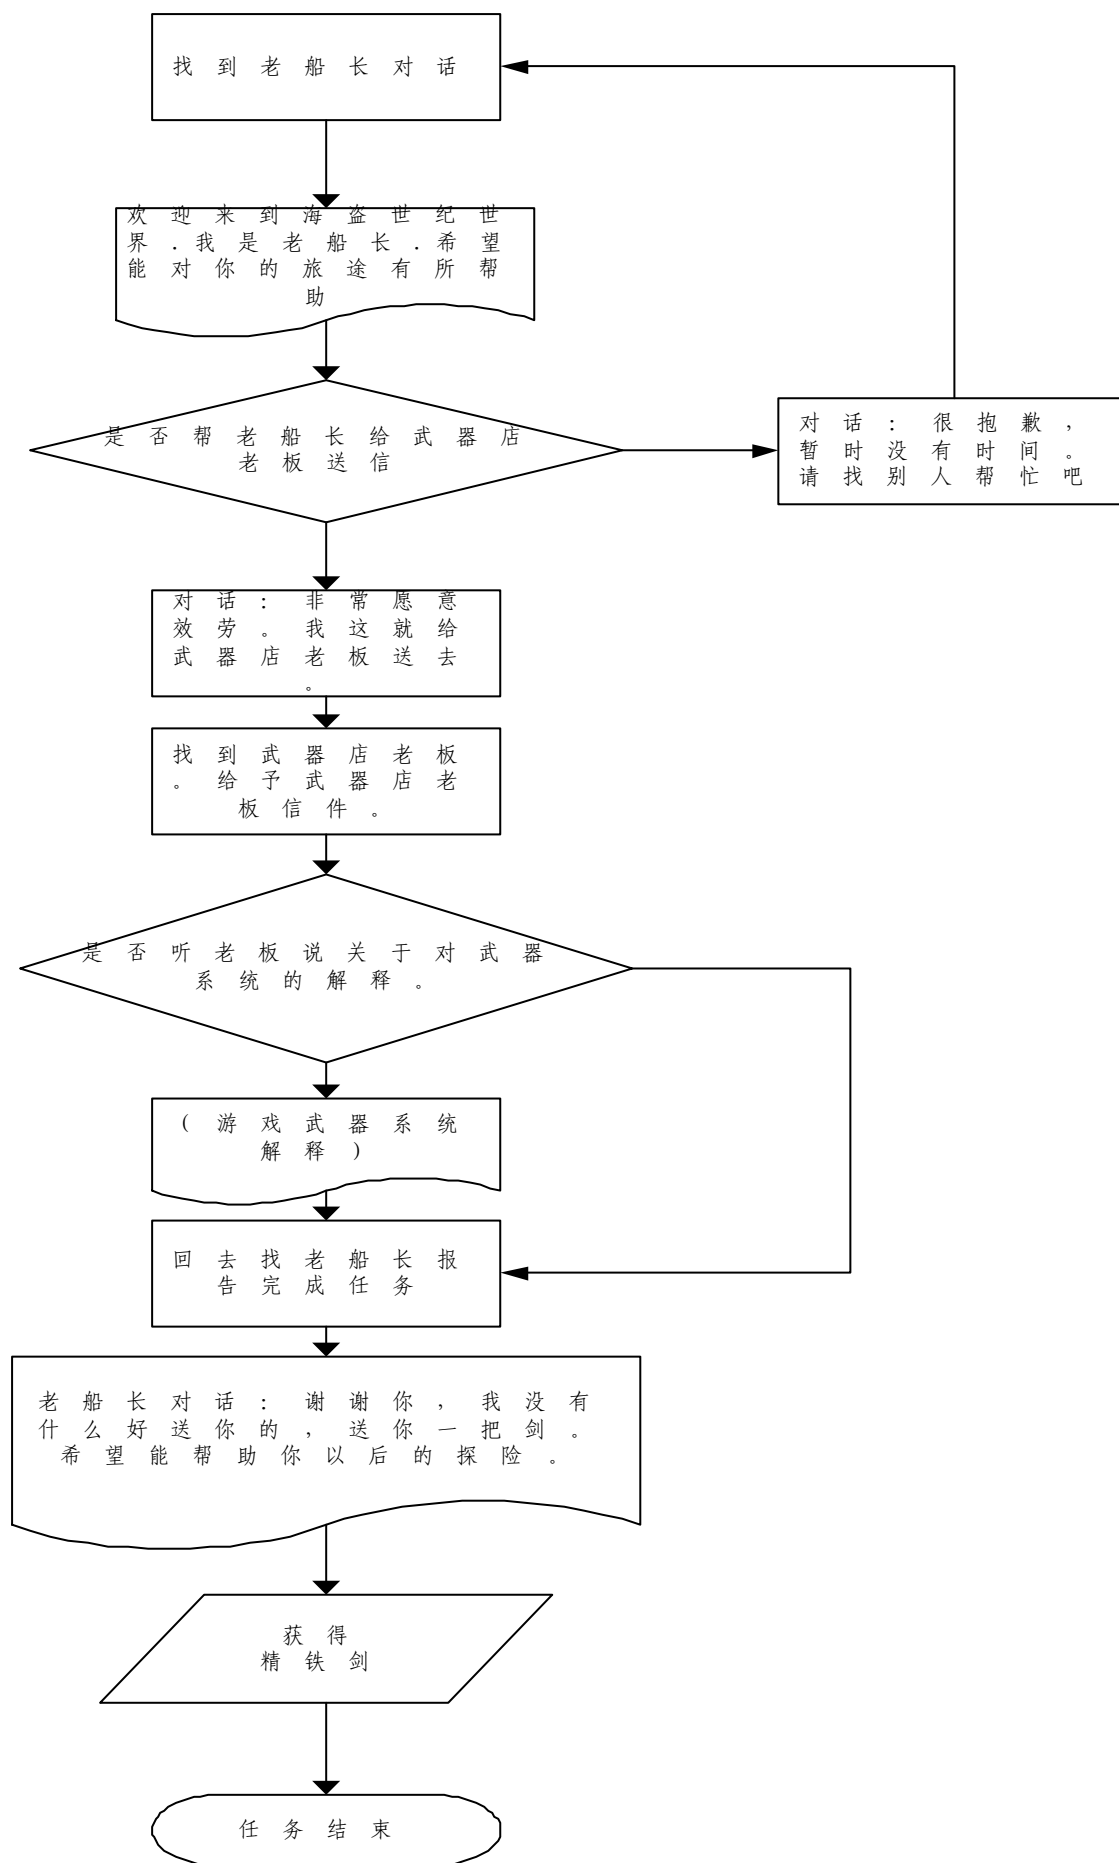 找到老船长对话
欢迎来到海盗世纪世
界.我是老船长.希望
能对你的旅途有所帮
助
是否帮老船长给武器店
老板送信
对话：很抱歉，
暂时没有时间。
请找别人帮忙吧
对话：非常愿意
效劳。我这就给
武器店老板送去
。
找到武器店老板
。给予武器店老
板信件。
是否听老板说关于对武器
系统的解释。
(游戏武器系统
解释)
回去找老船长报
告完成任务
老船长对话：谢谢你，我没有
什么好送你的，送你一把剑。
希望能帮助你以后的探险。
获得
精铁剑
任务结束